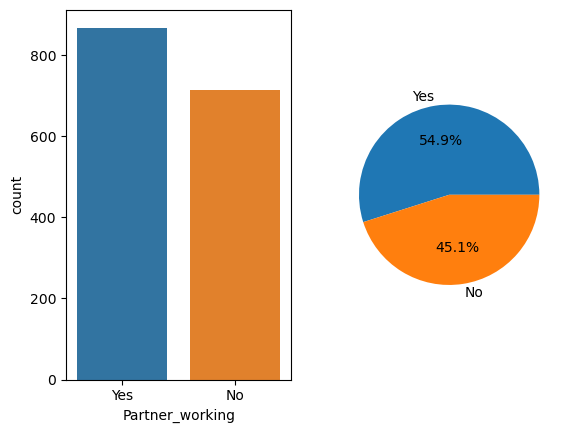 800
600
400
200
0
count
Yes
No
Partner_working
Yes
54.9%
45.1%
No